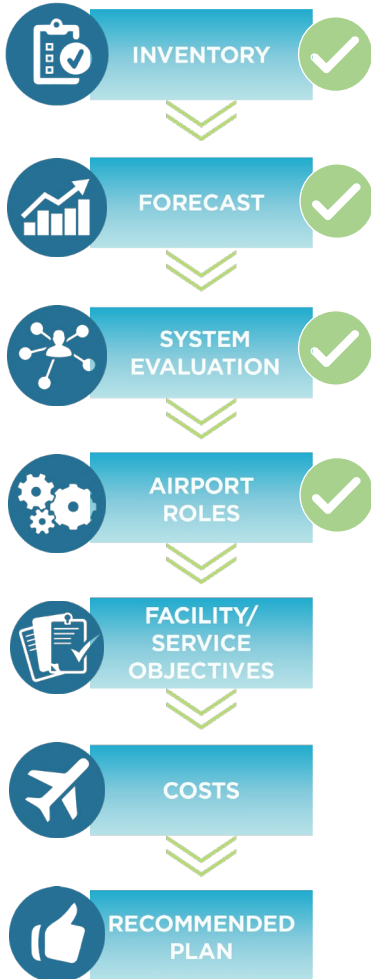 INVENTORY
FORECAST
SYSTEM
EVALUATION
AIRPORT
ROLES
FACILITY/
SERVICE
OBJECTIVES
COSTS
RECOMMENDED
PLAN